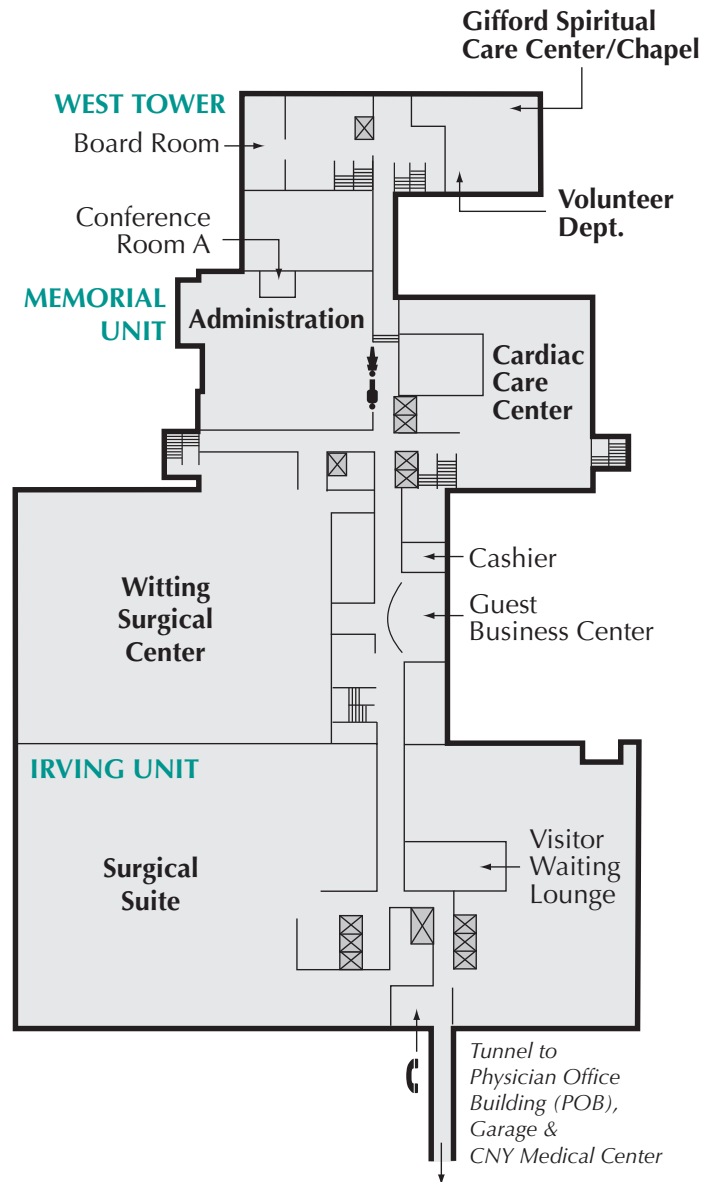 Gifford Spiritual
Care Center/Chapel
WEST TOWER
Board Room
Volunteer
Dept.
Conference
Room A
MEMORIAL
UNIT
Administration
Cardiac
Care
Center
Cashier
Guest
Business Center
Witting
Surgical
Center
IRVING UNIT
Surgical
Suite
Visitor
Waiting
Lounge
Tunnel to
Physician Office
Building (POB),
Garage &
CNY Medical Center